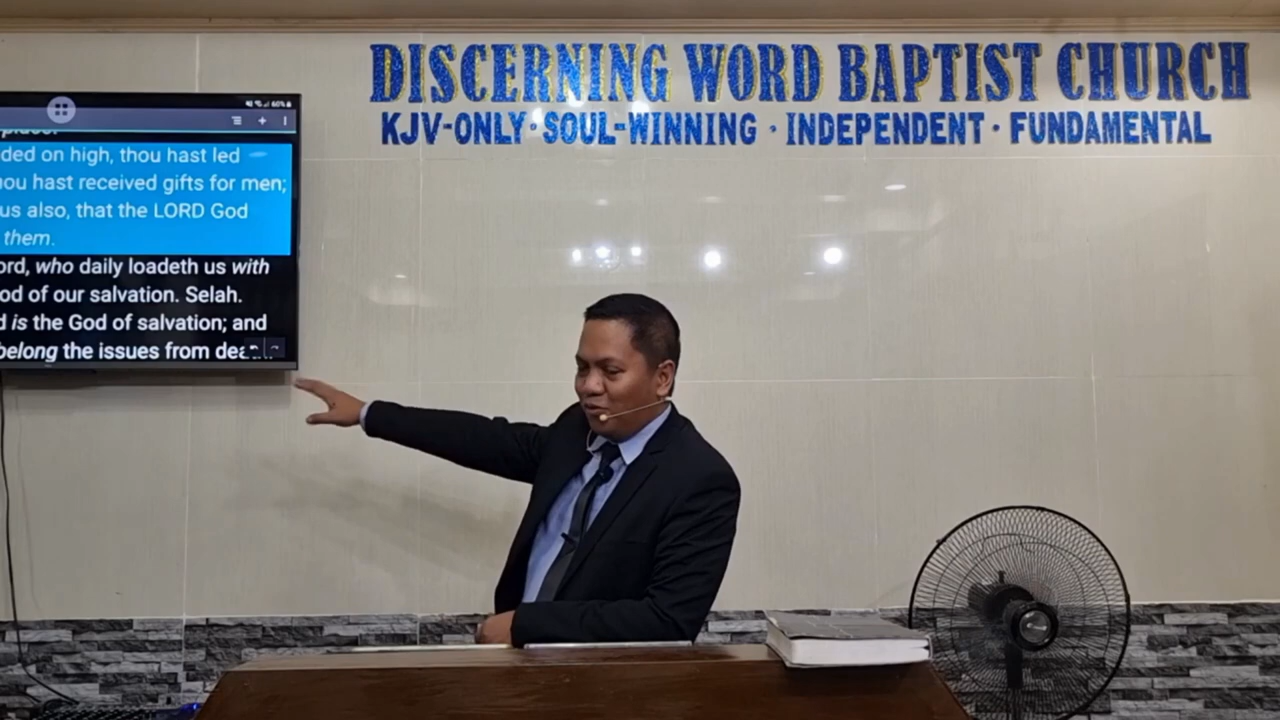 DISCERNING WORD BAPTIST CHURCH
KJV-ONLY · SOUL-WINNING · INDEPENDENT · FUNDAMENTAL
60%
ded on high, thou hast led
hou hast received gifts for men;
us also, that the LORD God
them.
ord, who daily loadeth us with
od of our salvation. Selah.
d is the God of salvation; and
belong the issues from